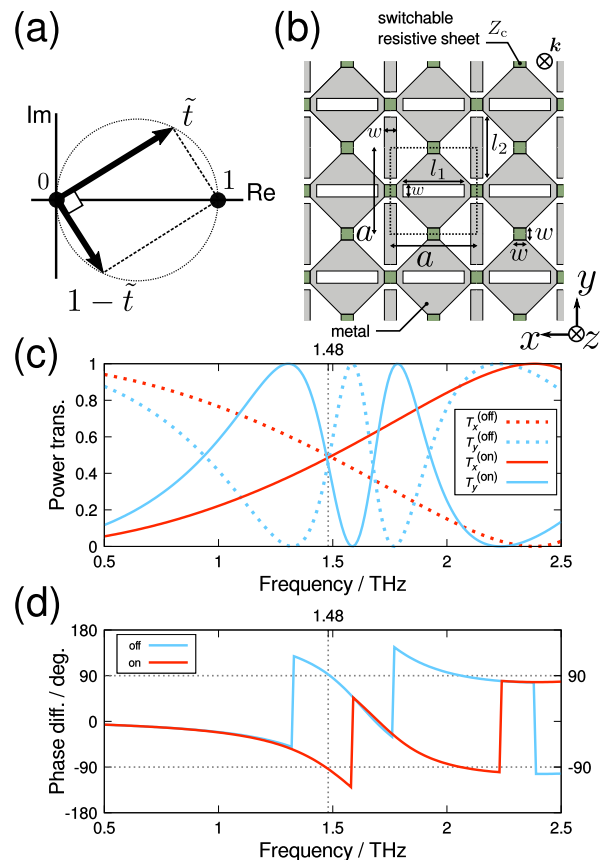 (a)
Im
t̃
0
1
Re
1 − t̃
(b)
switchable
resistive sheet
Z_c
k
w
l_2
l_1
w
a
a
w
w
metal
y
x
z
(c)
1.48
Power trans.
1
0.8
0.6
0.4
0.2
0
T_x^(off)
T_y^(off)
T_x^(on)
T_y^(on)
0.5
1
1.5
2
2.5
Frequency / THz
(d)
1.48
Phase diff. / deg.
180
90
0
-90
-180
off
on
90
-90
0.5
1
1.5
2
2.5
Frequency / THz